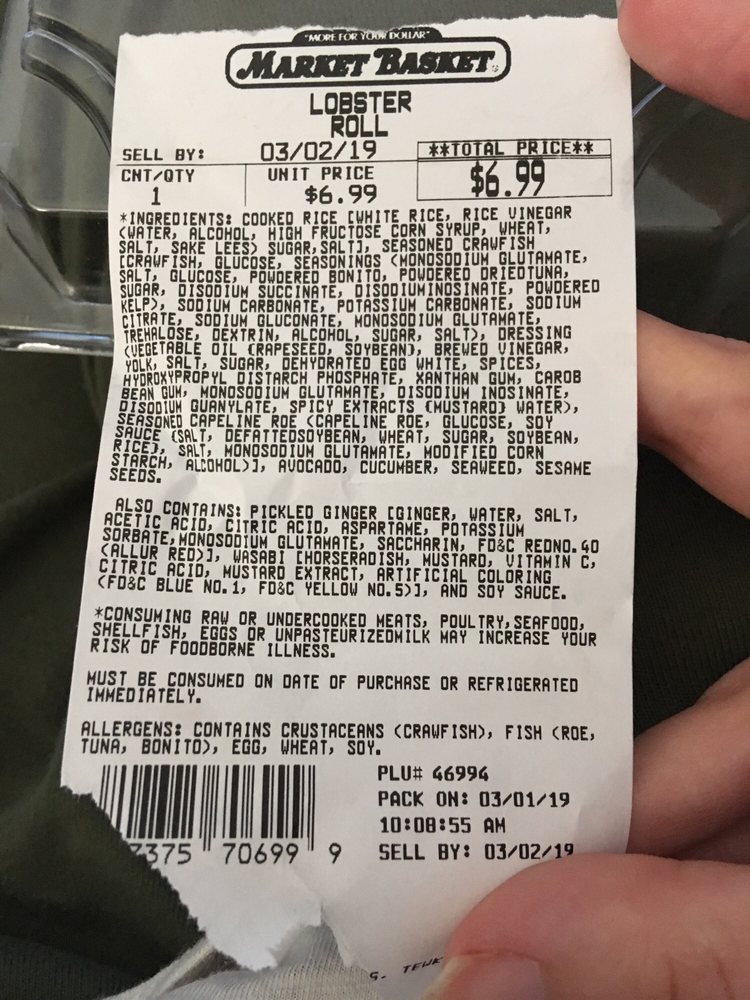 "MORE FOR YOUR DOLLAR"
MARKET BASKET
LOBSTER
ROLL
SELL BY: 03/02/19 **TOTAL PRICE**
CNT/QTY UNIT PRICE
1 $6.99 $6.99
*INGREDIENTS: COOKED RICE [WHITE RICE, RICE VINEGAR
(WATER, ALCOHOL, HIGH FRUCTOSE CORN SYRUP, WHEAT,
SALT, SAKE LEES) SUGAR,SALT], SEASONED CRAWFISH
[CRAWFISH, GLUCOSE, SEASONINGS (MONOSODIUM GLUTAMATE,
SALT, GLUCOSE, POWDERED BONITO, POWDERED DRIEDTUNA,
SUGAR, DISODIUM SUCCINATE, DISODIUMINOSINATE, POWDERED
KELP), SODIUM CARBONATE, POTASSIUM CARBONATE, SODIUM
CITRATE, SODIUM GLUCONATE, MONOSODIUM GLUTAMATE,
TREHALOSE, DEXTRIN, ALCOHOL, SUGAR, SALT), DRESSING
(VEGETABLE OIL {RAPESEED, SOYBEAN}, BREWED VINEGAR,
YOLK, SALT, SUGAR, DEHYDRATED EGG WHITE, SPICES,
HYDROXYPROPYL DISTARCH PHOSPHATE, XANTHAN GUM, CAROB
BEAN GUM, MONOSODIUM GLUTAMATE, DISODIUM INOSINATE,
DISODIUM GUANYLATE, SPICY EXTRACTS {MUSTARD} WATER),
SEASONED CAPELINE ROE (CAPELINE ROE, GLUCOSE, SOY
SAUCE {SALT, DEFATTEDSOYBEAN, WHEAT, SUGAR, SOYBEAN,
RICE}, SALT, MONOSODIUM GLUTAMATE, MODIFIED CORN
STARCH, ALCOHOL)], AVOCADO, CUCUMBER, SEAWEED, SESAME
SEEDS.
ALSO CONTAINS: PICKLED GINGER [GINGER, WATER, SALT,
ACETIC ACID, CITRIC ACID, ASPARTAME, POTASSIUM
SORBATE, MONOSODIUM GLUTAMATE, SACCHARIN, FD&C REDNO.40
(ALLUR RED)], WASABI [HORSERADISH, MUSTARD, VITAMIN C,
CITRIC ACID, MUSTARD EXTRACT, ARTIFICIAL COLORING
(FD&C BLUE NO.1, FD&C YELLOW NO.5)], AND SOY SAUCE.
*CONSUMING RAW OR UNDERCOOKED MEATS, POULTRY,SEAFOOD,
SHELLFISH, EGGS OR UNPASTEURIZEDMILK MAY INCREASE YOUR
RISK OF FOODBORNE ILLNESS.
MUST BE CONSUMED ON DATE OF PURCHASE OR REFRIGERATED
IMMEDIATELY.
ALLERGENS: CONTAINS CRUSTACEANS (CRAWFISH), FISH (ROE,
TUNA, BONITO), EGG, WHEAT, SOY.
PLU# 46994
PACK ON: 03/01/19
10:08:55 AM
3375 70699 9 SELL BY: 03/02/19